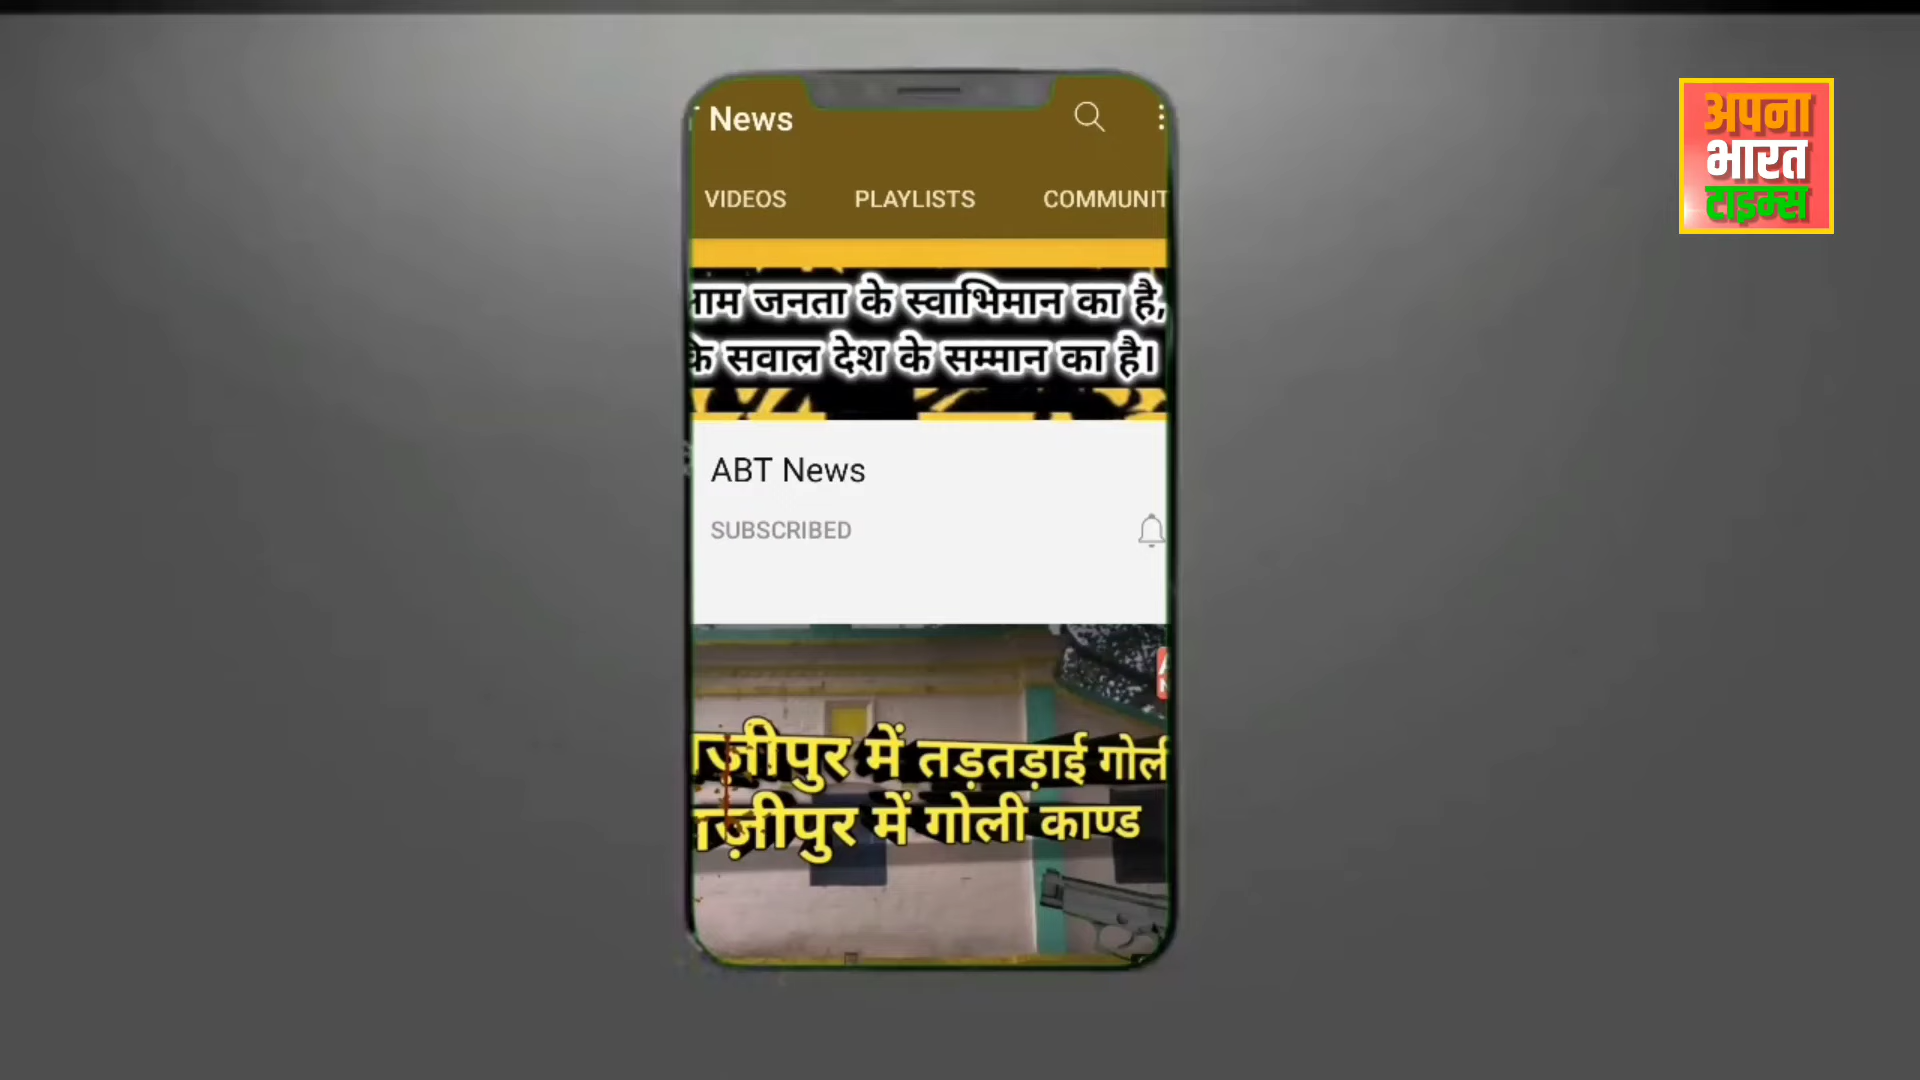 News
VIDEOS PLAYLISTS COMMUNIT
जनता के स्वाभिमान का है,
सवाल देश के सम्मान का है।
ABT News
SUBSCRIBED
में तड़तड़ाई गोली
में गोली काण्ड
अपना
भारत
टाइम्स